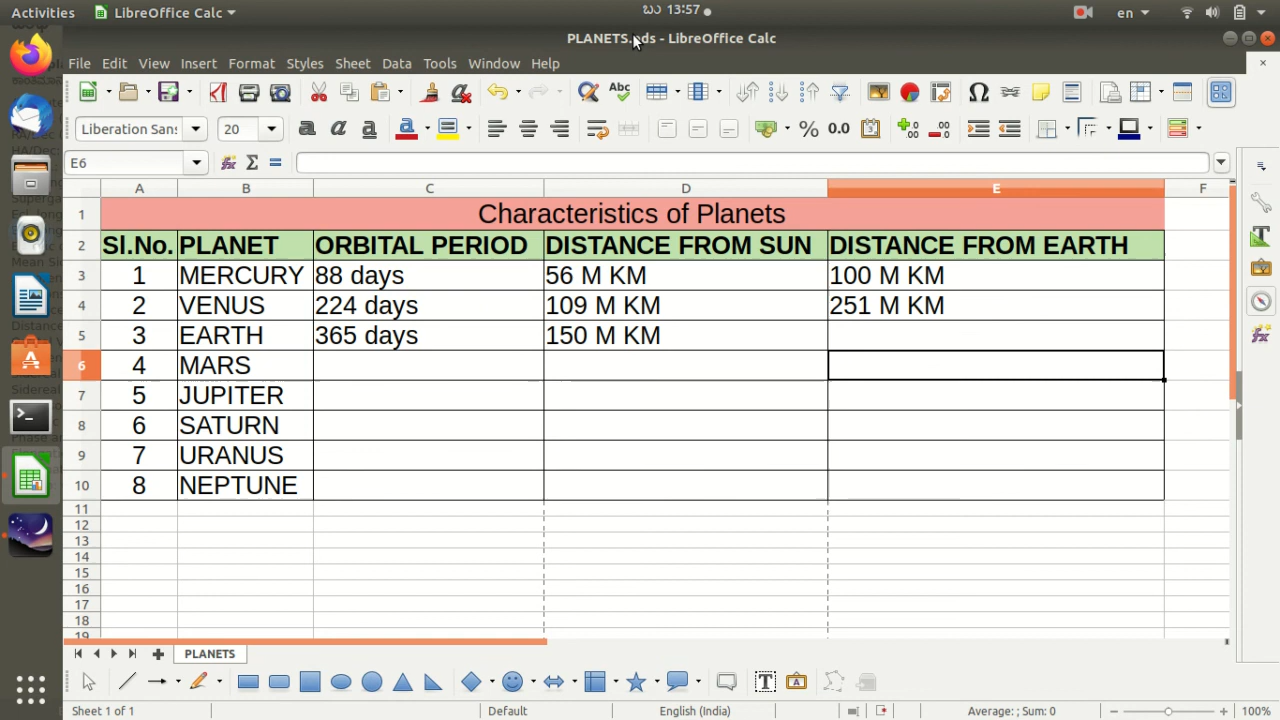 Activities LibreOffice Calc 13:57 en
PLANETS.ods - LibreOffice Calc
File Edit View Insert Format Styles Sheet Data Tools Window Help
Liberation Sans 20
E6
A B C D E F
1 Characteristics of Planets
2 Sl.No. PLANET ORBITAL PERIOD DISTANCE FROM SUN DISTANCE FROM EARTH
3 1 MERCURY 88 days 56 M KM 100 M KM
4 2 VENUS 224 days 109 M KM 251 M KM
5 3 EARTH 365 days 150 M KM
6 4 MARS
7 5 JUPITER
8 6 SATURN
9 7 URANUS
10 8 NEPTUNE
11
12
13
14
15
16
17
18
19
PLANETS
Sheet 1 of 1 Default English (India) Average: ; Sum: 0 100%